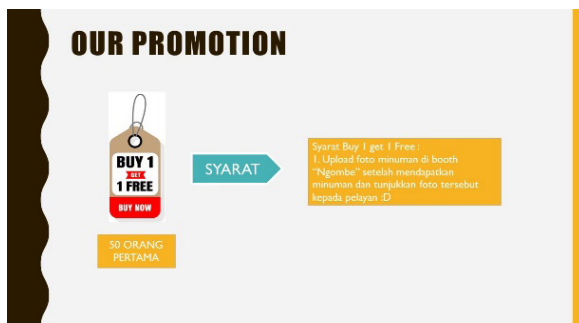 OUR PROMOTION
BUY 1
GET
1 FREE
BUY NOW
50 ORANG
PERTAMA
SYARAT
Syarat Buy 1 get 1 Free :
1. Upload foto minuman di booth
“Ngombe” setelah mendapatkan
minuman dan tunjukkan foto tersebut
kepada pelayan :D